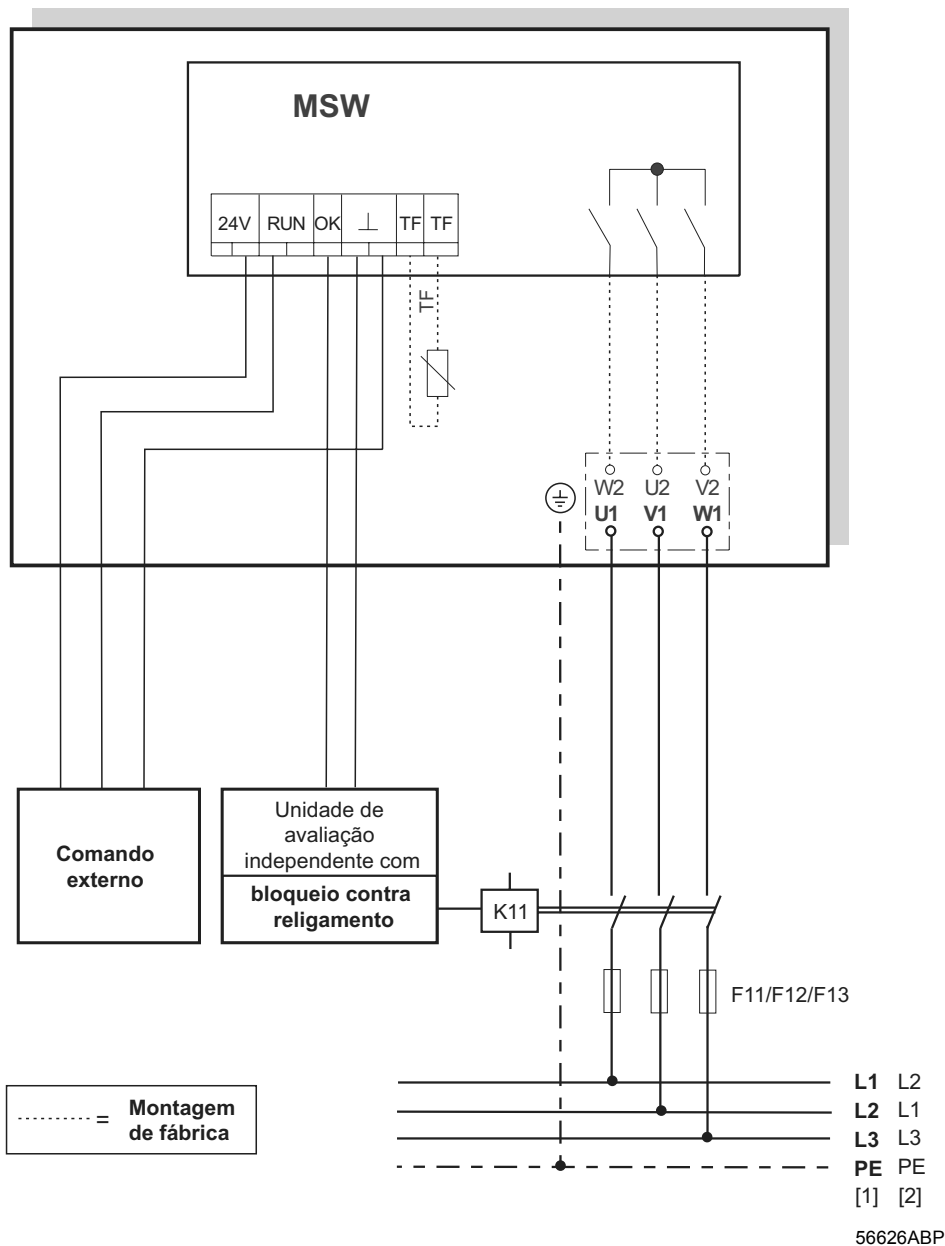 MSW
24V RUN OK ⊥ TF TF
TF
W2 U2 V2
U1 V1 W1
Comando
externo
Unidade de
avaliação
independente com
bloqueio contra
religamento
K11
F11/F12/F13
L1 L2
L2 L1
L3 L3
PE PE
[1] [2]
= Montagem
de fábrica
56626ABP